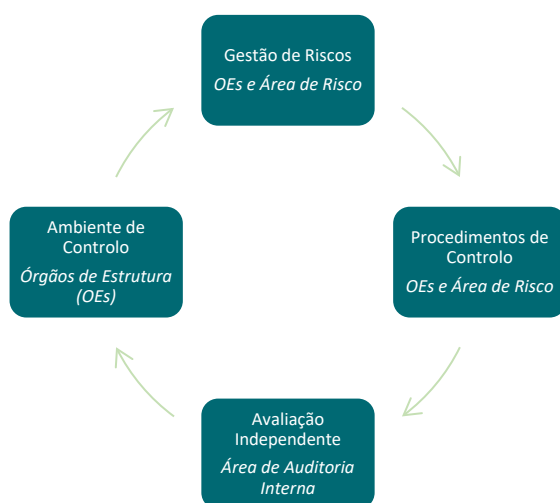 Gestão de Riscos
OEs e Área de Risco
Ambiente de
Controlo
Órgãos de Estrutura
(OEs)
Procedimentos de
Controlo
OEs e Área de Risco
Avaliação
Independente
Área de Auditoria
Interna